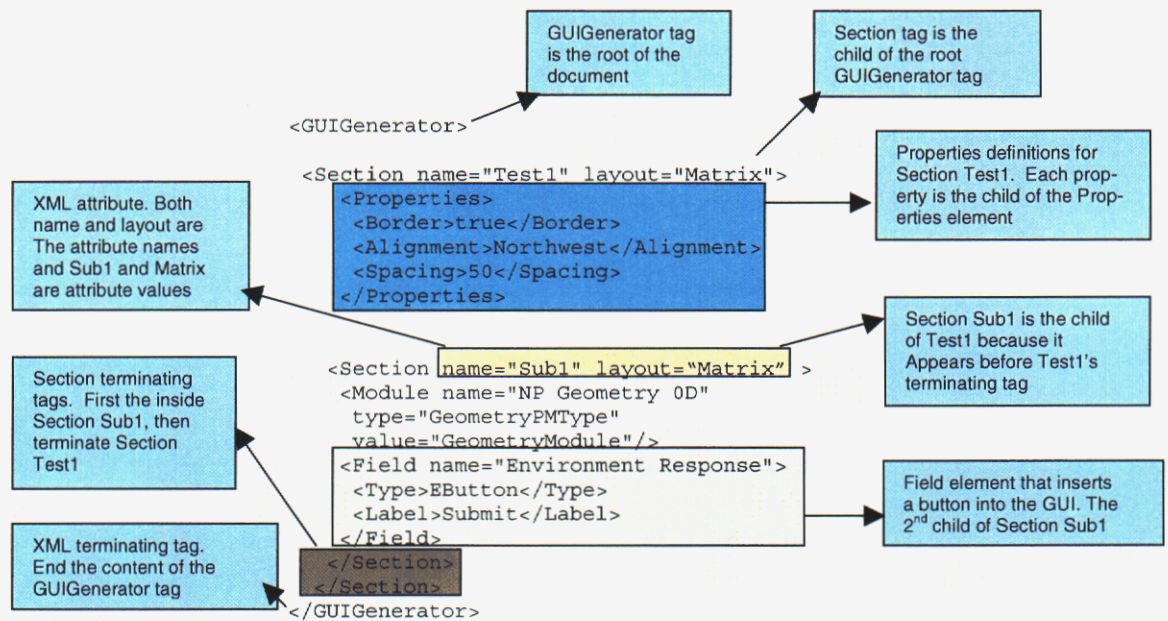 GUIGenerator tag
is the root of the
document
Section tag is the
child of the root
GUIGenerator tag
<GUIGenerator>
<Section name="Test1" layout="Matrix">
<Properties>
<Border>true</Border>
<Alignment>Northwest</Alignment>
<Spacing>50</Spacing>
</Properties>
Properties definitions for
Section Test1. Each prop-
erty is the child of the Prop-
erties element
XML attribute. Both
name and layout are
The attribute names
and Sub1 and Matrix
are attribute values
Section Sub1 is the child
of Test1 because it
Appears before Test1's
terminating tag
<Section name="Sub1" layout=“Matrix” >
<Module name="NP Geometry 0D"
type="GeometryPMType"
value="GeometryModule"/>
<Field name="Environment Response">
<Type>EButton</Type>
<Label>Submit</Label>
</Field>
</Section>
</Section>
</GUIGenerator>
Section terminating
tags. First the inside
Section Sub1, then
terminate Section
Test1
Field element that inserts
a button into the GUI. The
2nd child of Section Sub1
XML terminating tag.
End the content of the
GUIGenerator tag